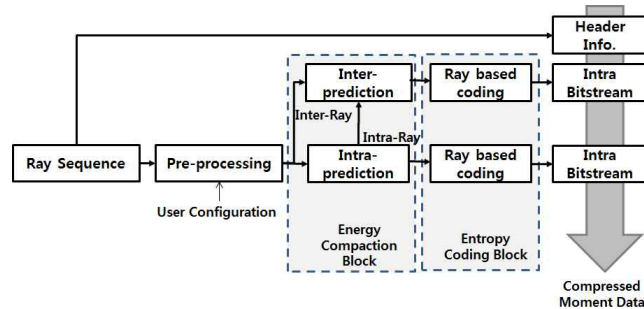 Header
Info.
Inter-
prediction
Ray based
coding
Intra
Bitstream
Inter-Ray
Intra-Ray
Ray Sequence
Pre-processing
Intra-
prediction
Ray based
coding
Intra
Bitstream
User Configuration
Energy
Compaction
Block
Entropy
Coding Block
Compressed
Moment Data